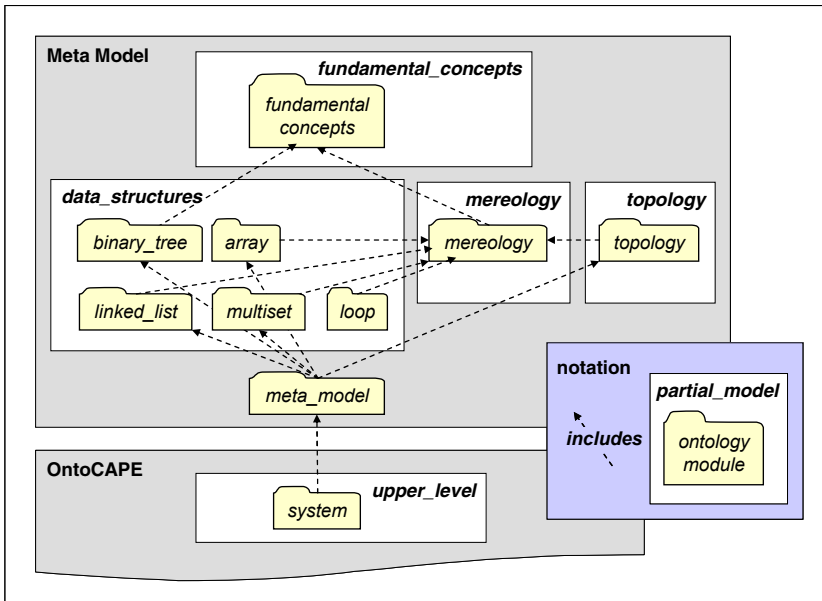 Meta Model
fundamental_concepts
fundamental
concepts
data_structures
mereology
topology
binary_tree
array
mereology
topology
linked_list
multiset
loop
meta_model
notation
partial_model
includes
ontology
module
OntoCAPE
upper_level
system